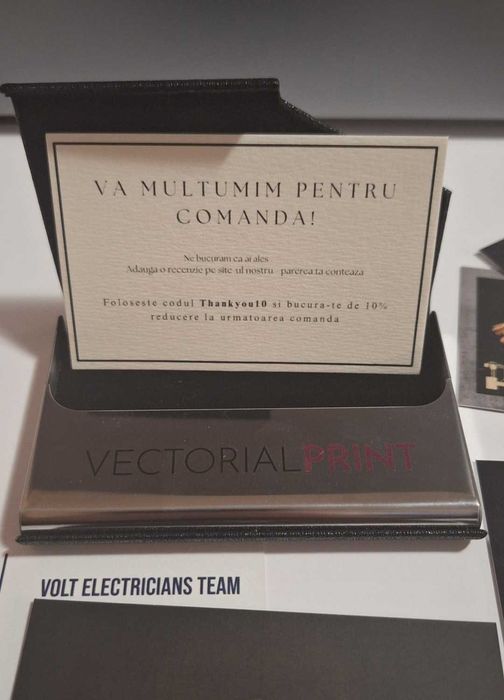 VA MULTUMIM PENTRU
COMANDA!
Ne bucuram ca ai ales
Adauga o recenzie pe site-ul nostru - parerea ta conteaza
Foloseste codul Thankyou10 si bucura-te de 10%
reducere la urmatoarea comanda
VECTORIALPRINT
VOLT ELECTRICIANS TEAM